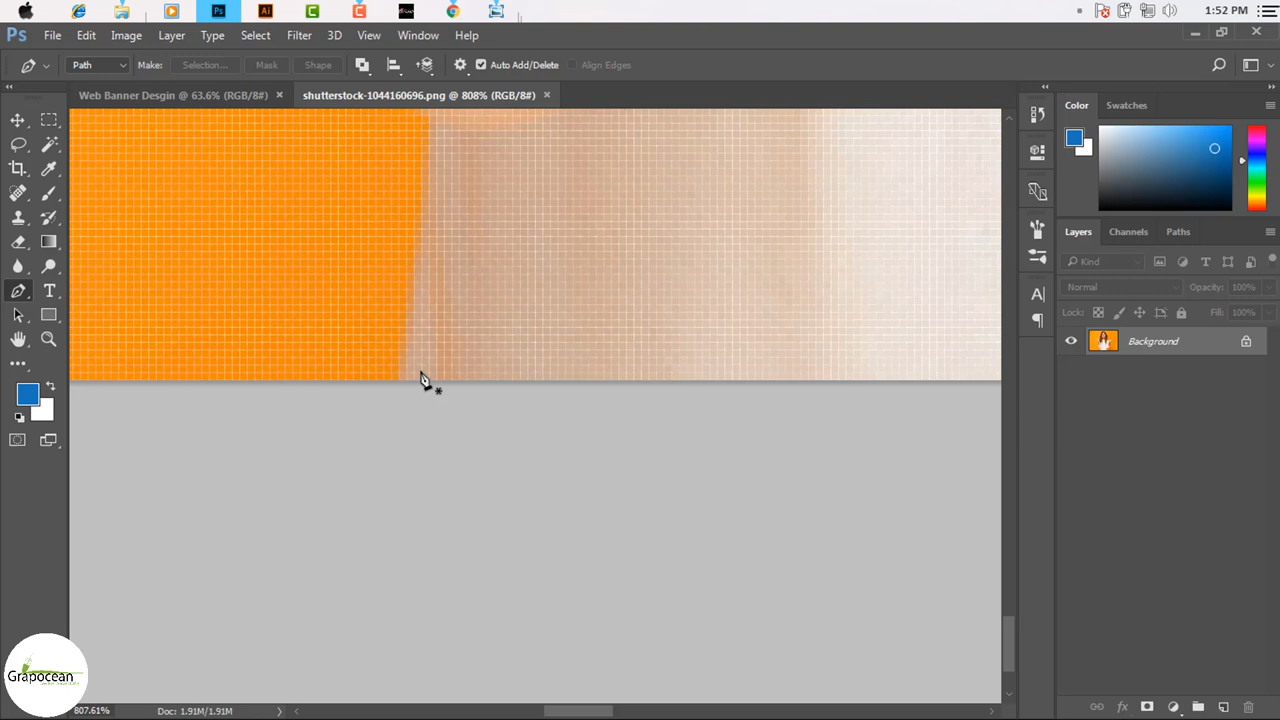 1:52 PM
Ps File Edit Image Layer Type Select Filter 3D View Window Help
Path Make: Selection... Mask Shape Auto Add/Delete Align Edges
Web Banner Desgin @ 63.6% (RGB/8#) shutterstock-1044160696.png @ 808% (RGB/8#)
Color Swatches
Layers Channels Paths
Kind
Normal Opacity: 100%
Lock: Fill: 100%
Background
Grapocean
807.61% Doc: 1.91M/1.91M